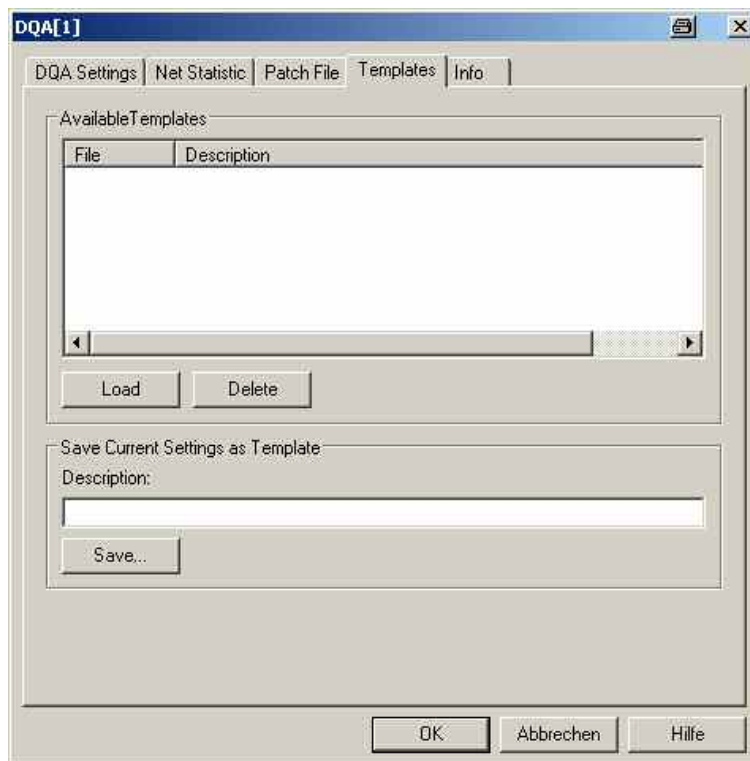 DQA[1]
DQA Settings Net Statistic Patch File Templates Info
AvailableTemplates
File Description
Load Delete
Save Current Settings as Template
Description:
Save...
OK Abbrechen Hilfe